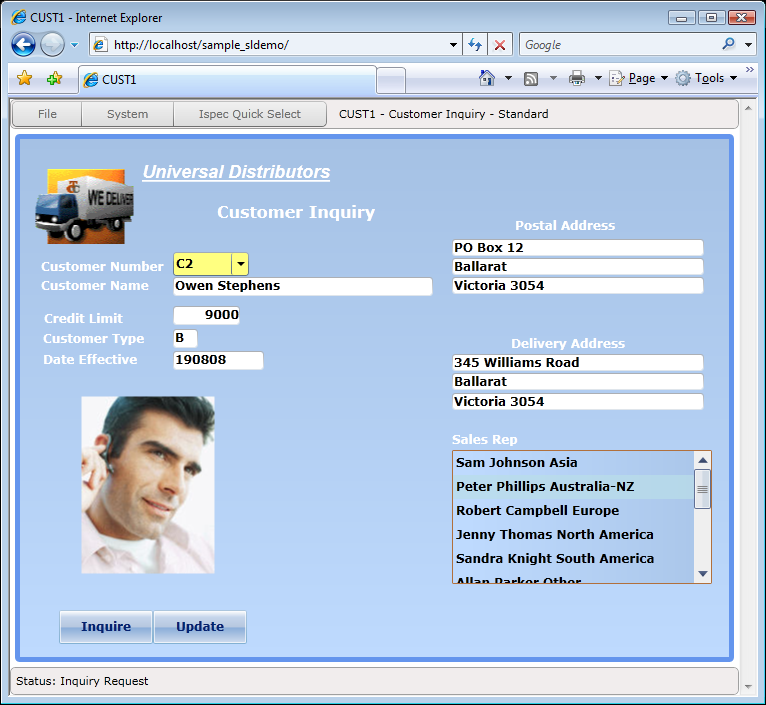 CUST1 - Internet Explorer
http://localhost/sample_sldemo/
Google
CUST1
Page
Tools
File
System
Ispec Quick Select
CUST1 - Customer Inquiry - Standard
WE DELIVER
Universal Distributors
Customer Inquiry
Customer Number C2
Customer Name Owen Stephens
Credit Limit 9000
Customer Type B
Date Effective 190808
Postal Address
PO Box 12
Ballarat
Victoria 3054
Delivery Address
345 Williams Road
Ballarat
Victoria 3054
Sales Rep
Sam Johnson Asia
Peter Phillips Australia-NZ
Robert Campbell Europe
Jenny Thomas North America
Sandra Knight South America
Allan Parker Other
Inquire
Update
Status: Inquiry Request